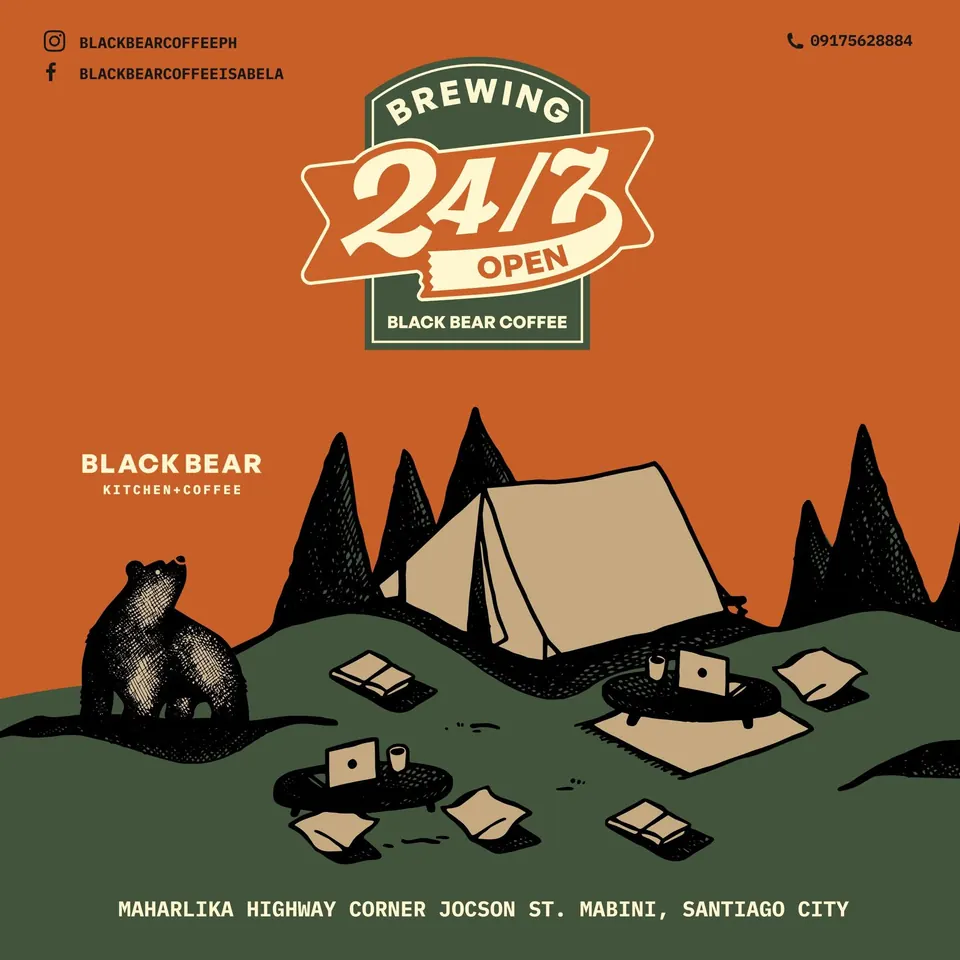 BLACKBEARCOFFEEPH
BLACKBEARCOFFEEISABELA
09175628884
BREWING
24/7
OPEN
BLACK BEAR COFFEE
BLACK BEAR
KITCHEN+COFFEE
MAHARLIKA HIGHWAY CORNER JOCSON ST. MABINI, SANTIAGO CITY